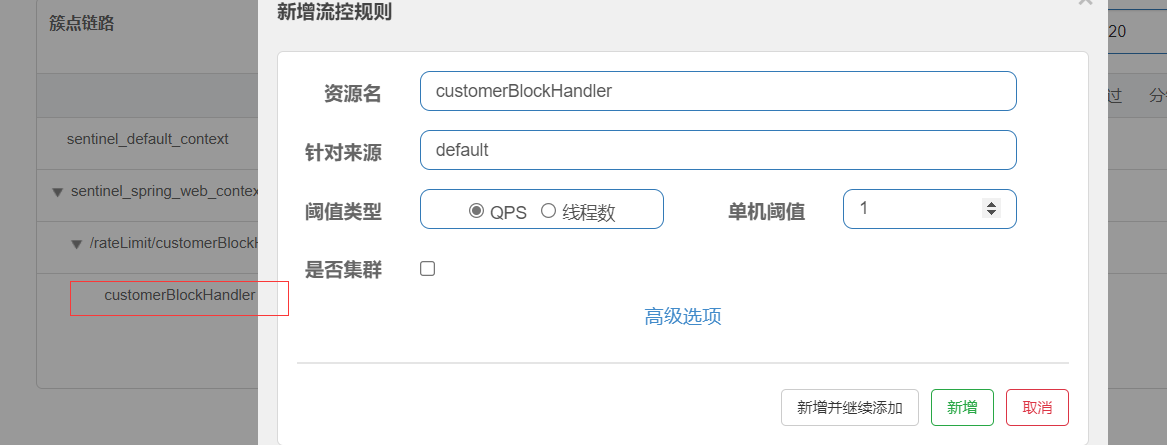 新增流控规则
簇点链路
20
资源名 customerBlockHandler
过 分
sentinel_default_context
针对来源 default
sentinel_spring_web_contex
阈值类型 QPS 线程数 单机阈值 1
/rateLimit/customerBlockH
是否集群
customerBlockHandler
高级选项
新增并继续添加 新增 取消